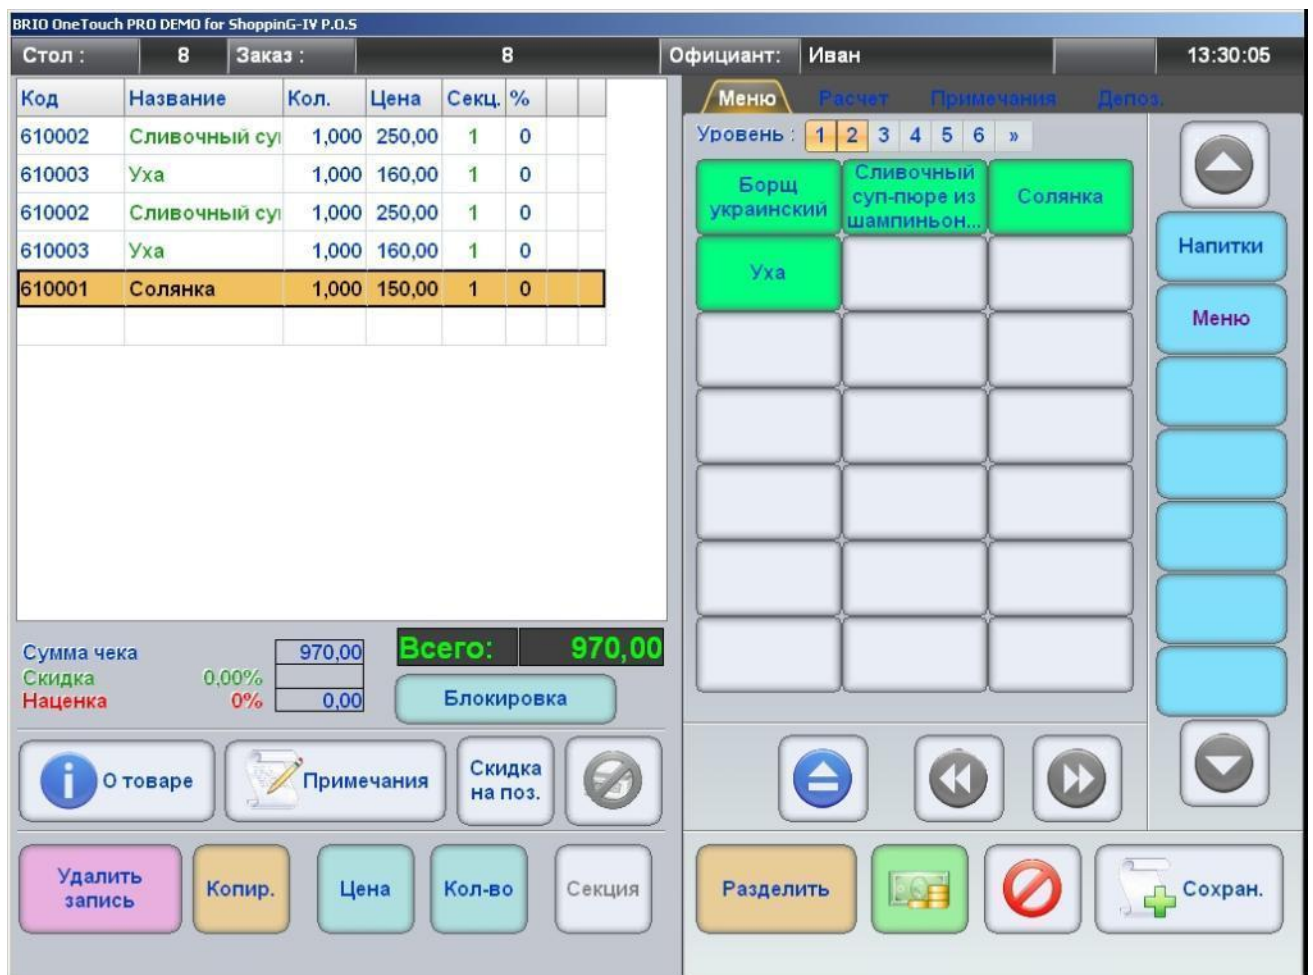 BRIO OneTouch PRO DEMO for ShoppinG-IV P.O.S
Стол : 8 Заказ : 8 Официант: Иван 13:30:05
Код Название Кол. Цена Секц. %
610002 Сливочный су 1,000 250,00 1 0
610003 Уха 1,000 160,00 1 0
610002 Сливочный су 1,000 250,00 1 0
610003 Уха 1,000 160,00 1 0
610001 Солянка 1,000 150,00 1 0
Сумма чека 970,00
Скидка 0,00%
Наценка 0% 0,00
Всего: 970,00
Блокировка
О товаре
Примечания
Скидка
на поз.
Удалить
запись
Копир.
Цена
Кол-во
Секция
Меню Расчет Примечания Депоз.
Уровень : 1 2 3 4 5 6 »
Борщ
украинский
Сливочный
суп-пюре из
шампиньон...
Солянка
Уха
Напитки
Меню
Разделить
Сохран.